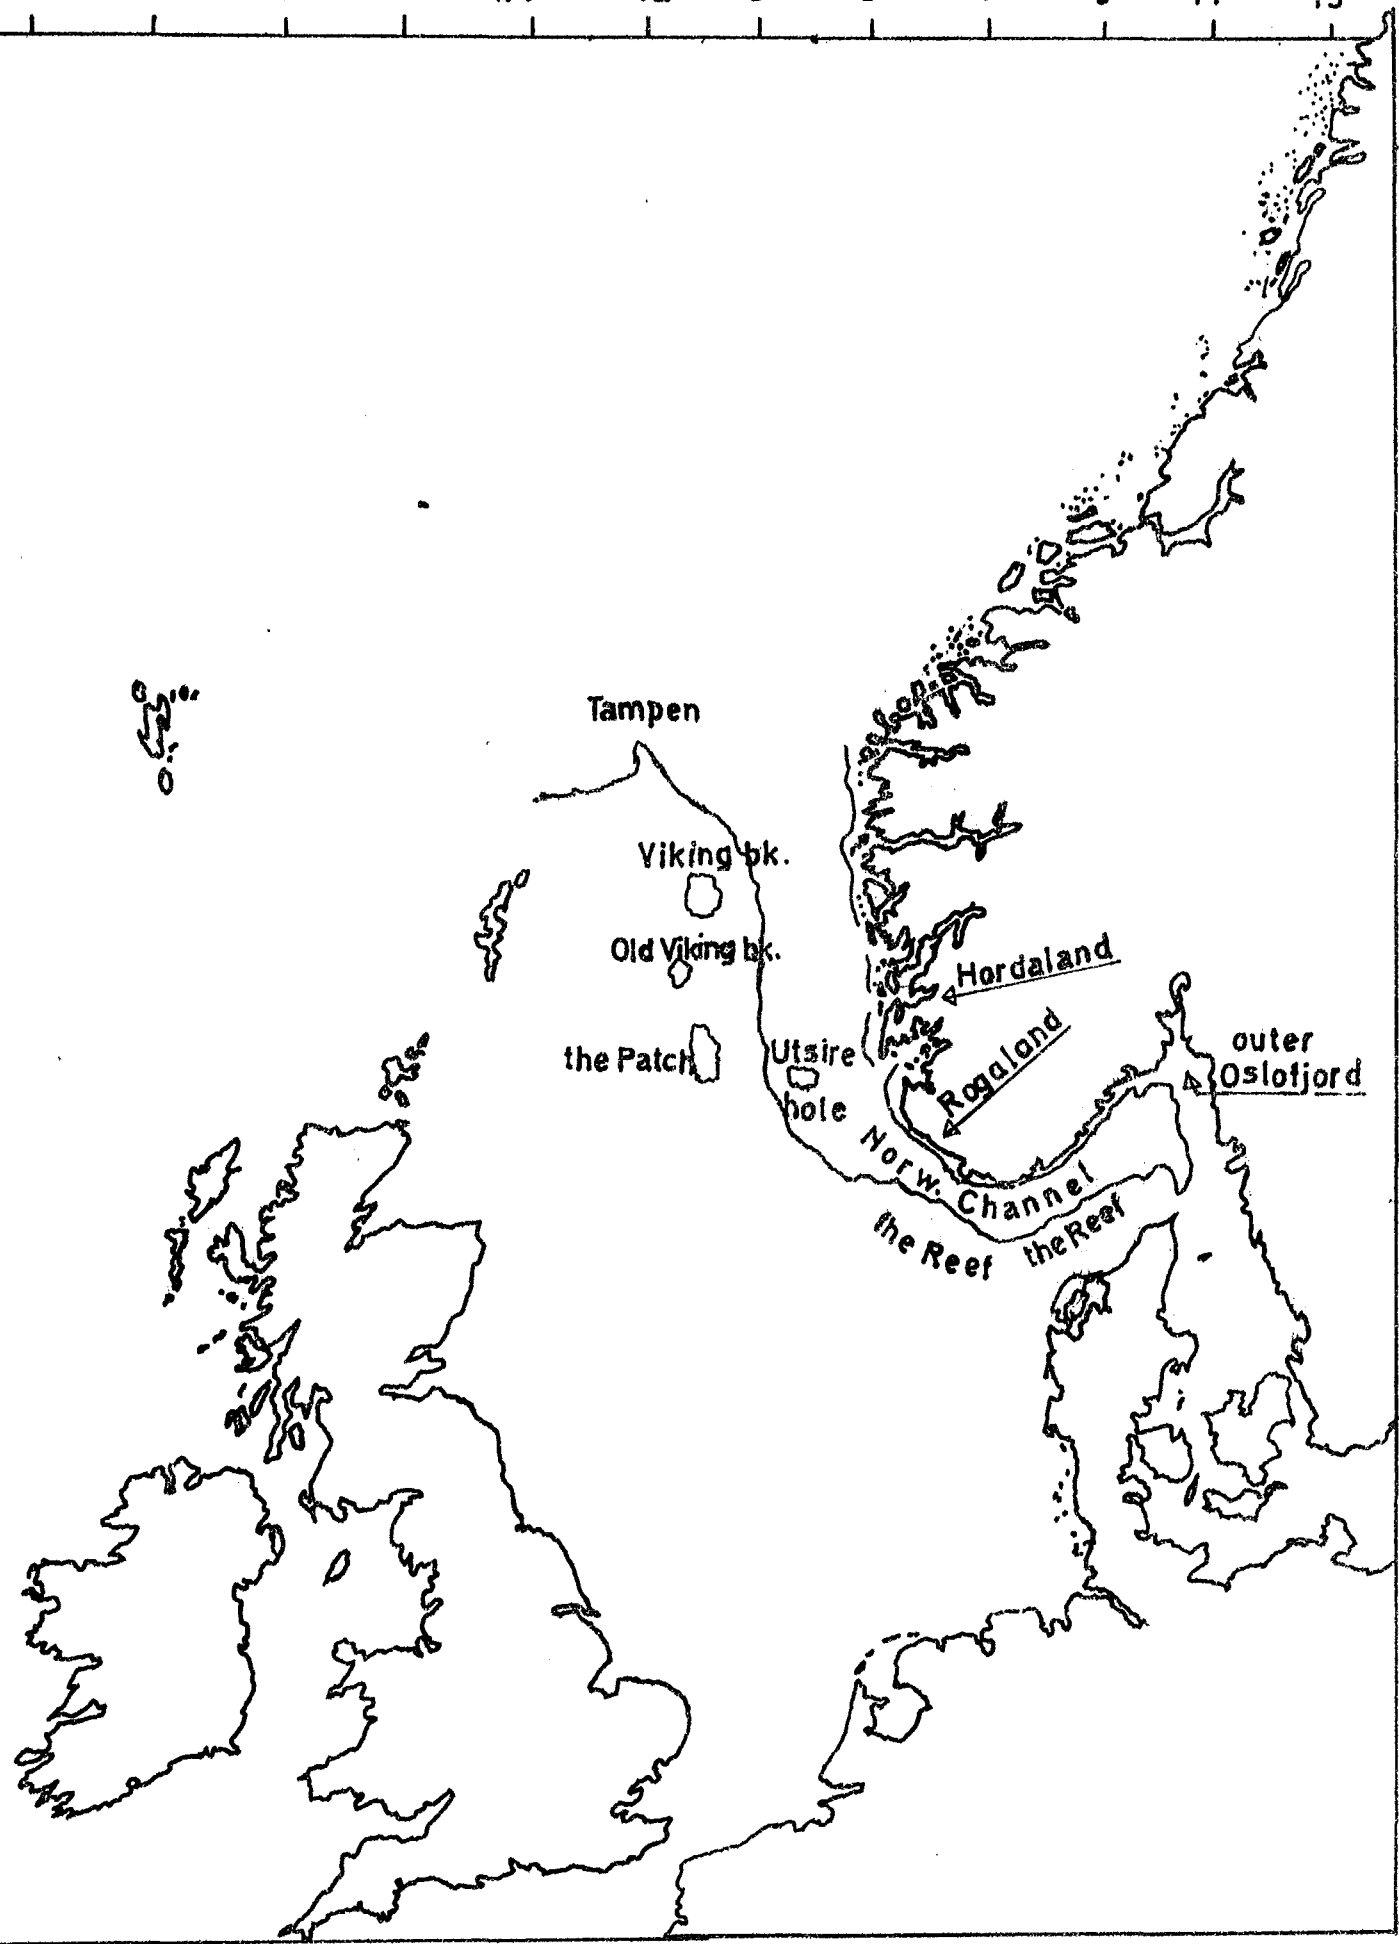 Tampen
Viking bk.
Old Viking bk.
Hordaland
the Patch
Utsire
hole
Rogaland
outer
Oslofjord
Norw. Channel
the Reef
the Reef